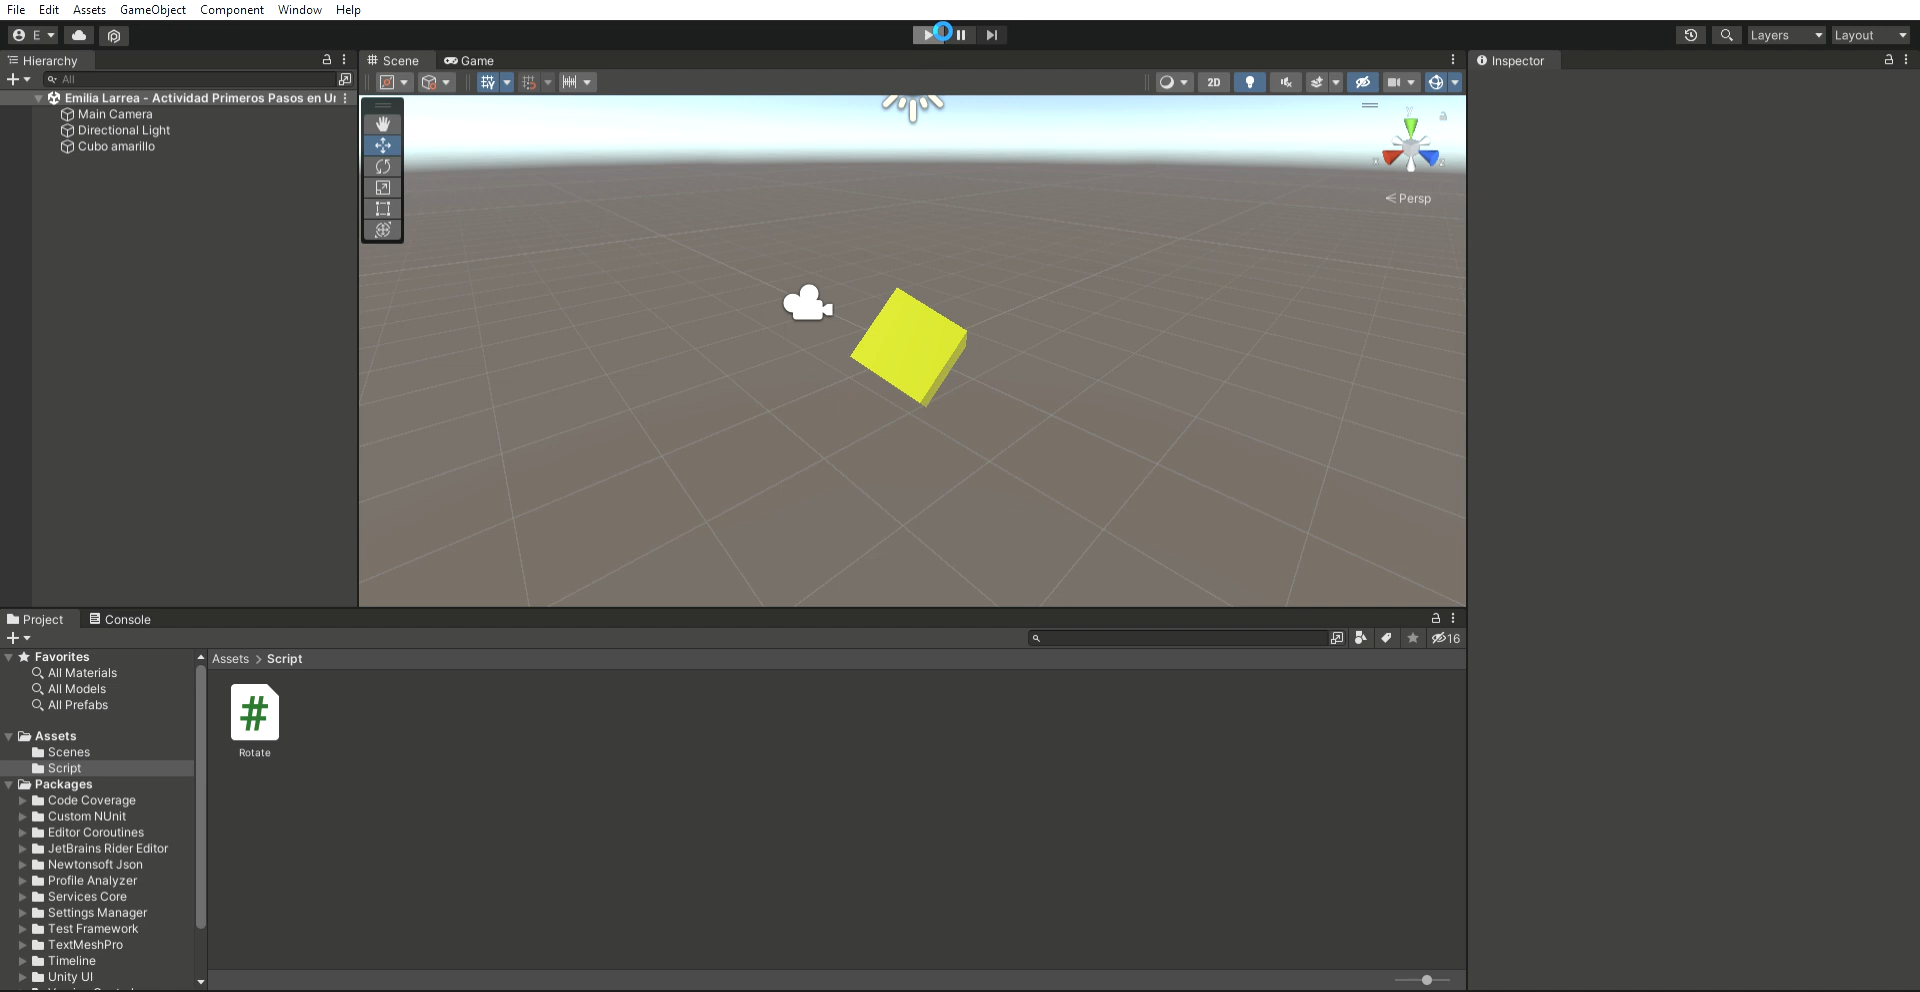 File Edit Assets GameObject Component Window Help
E Layers Layout
Hierarchy
All
Emilia Larrea - Actividad Primeros Pasos en Ur
Main Camera
Directional Light
Cubo amarillo
Scene Game
2D
y
Persp
Inspector
Project Console
16
Favorites
All Materials
All Models
All Prefabs
Assets
Scenes
Script
Packages
Code Coverage
Custom NUnit
Editor Coroutines
JetBrains Rider Editor
Newtonsoft Json
Profile Analyzer
Services Core
Settings Manager
Test Framework
TextMeshPro
Timeline
Unity UI
Assets > Script
#
Rotate